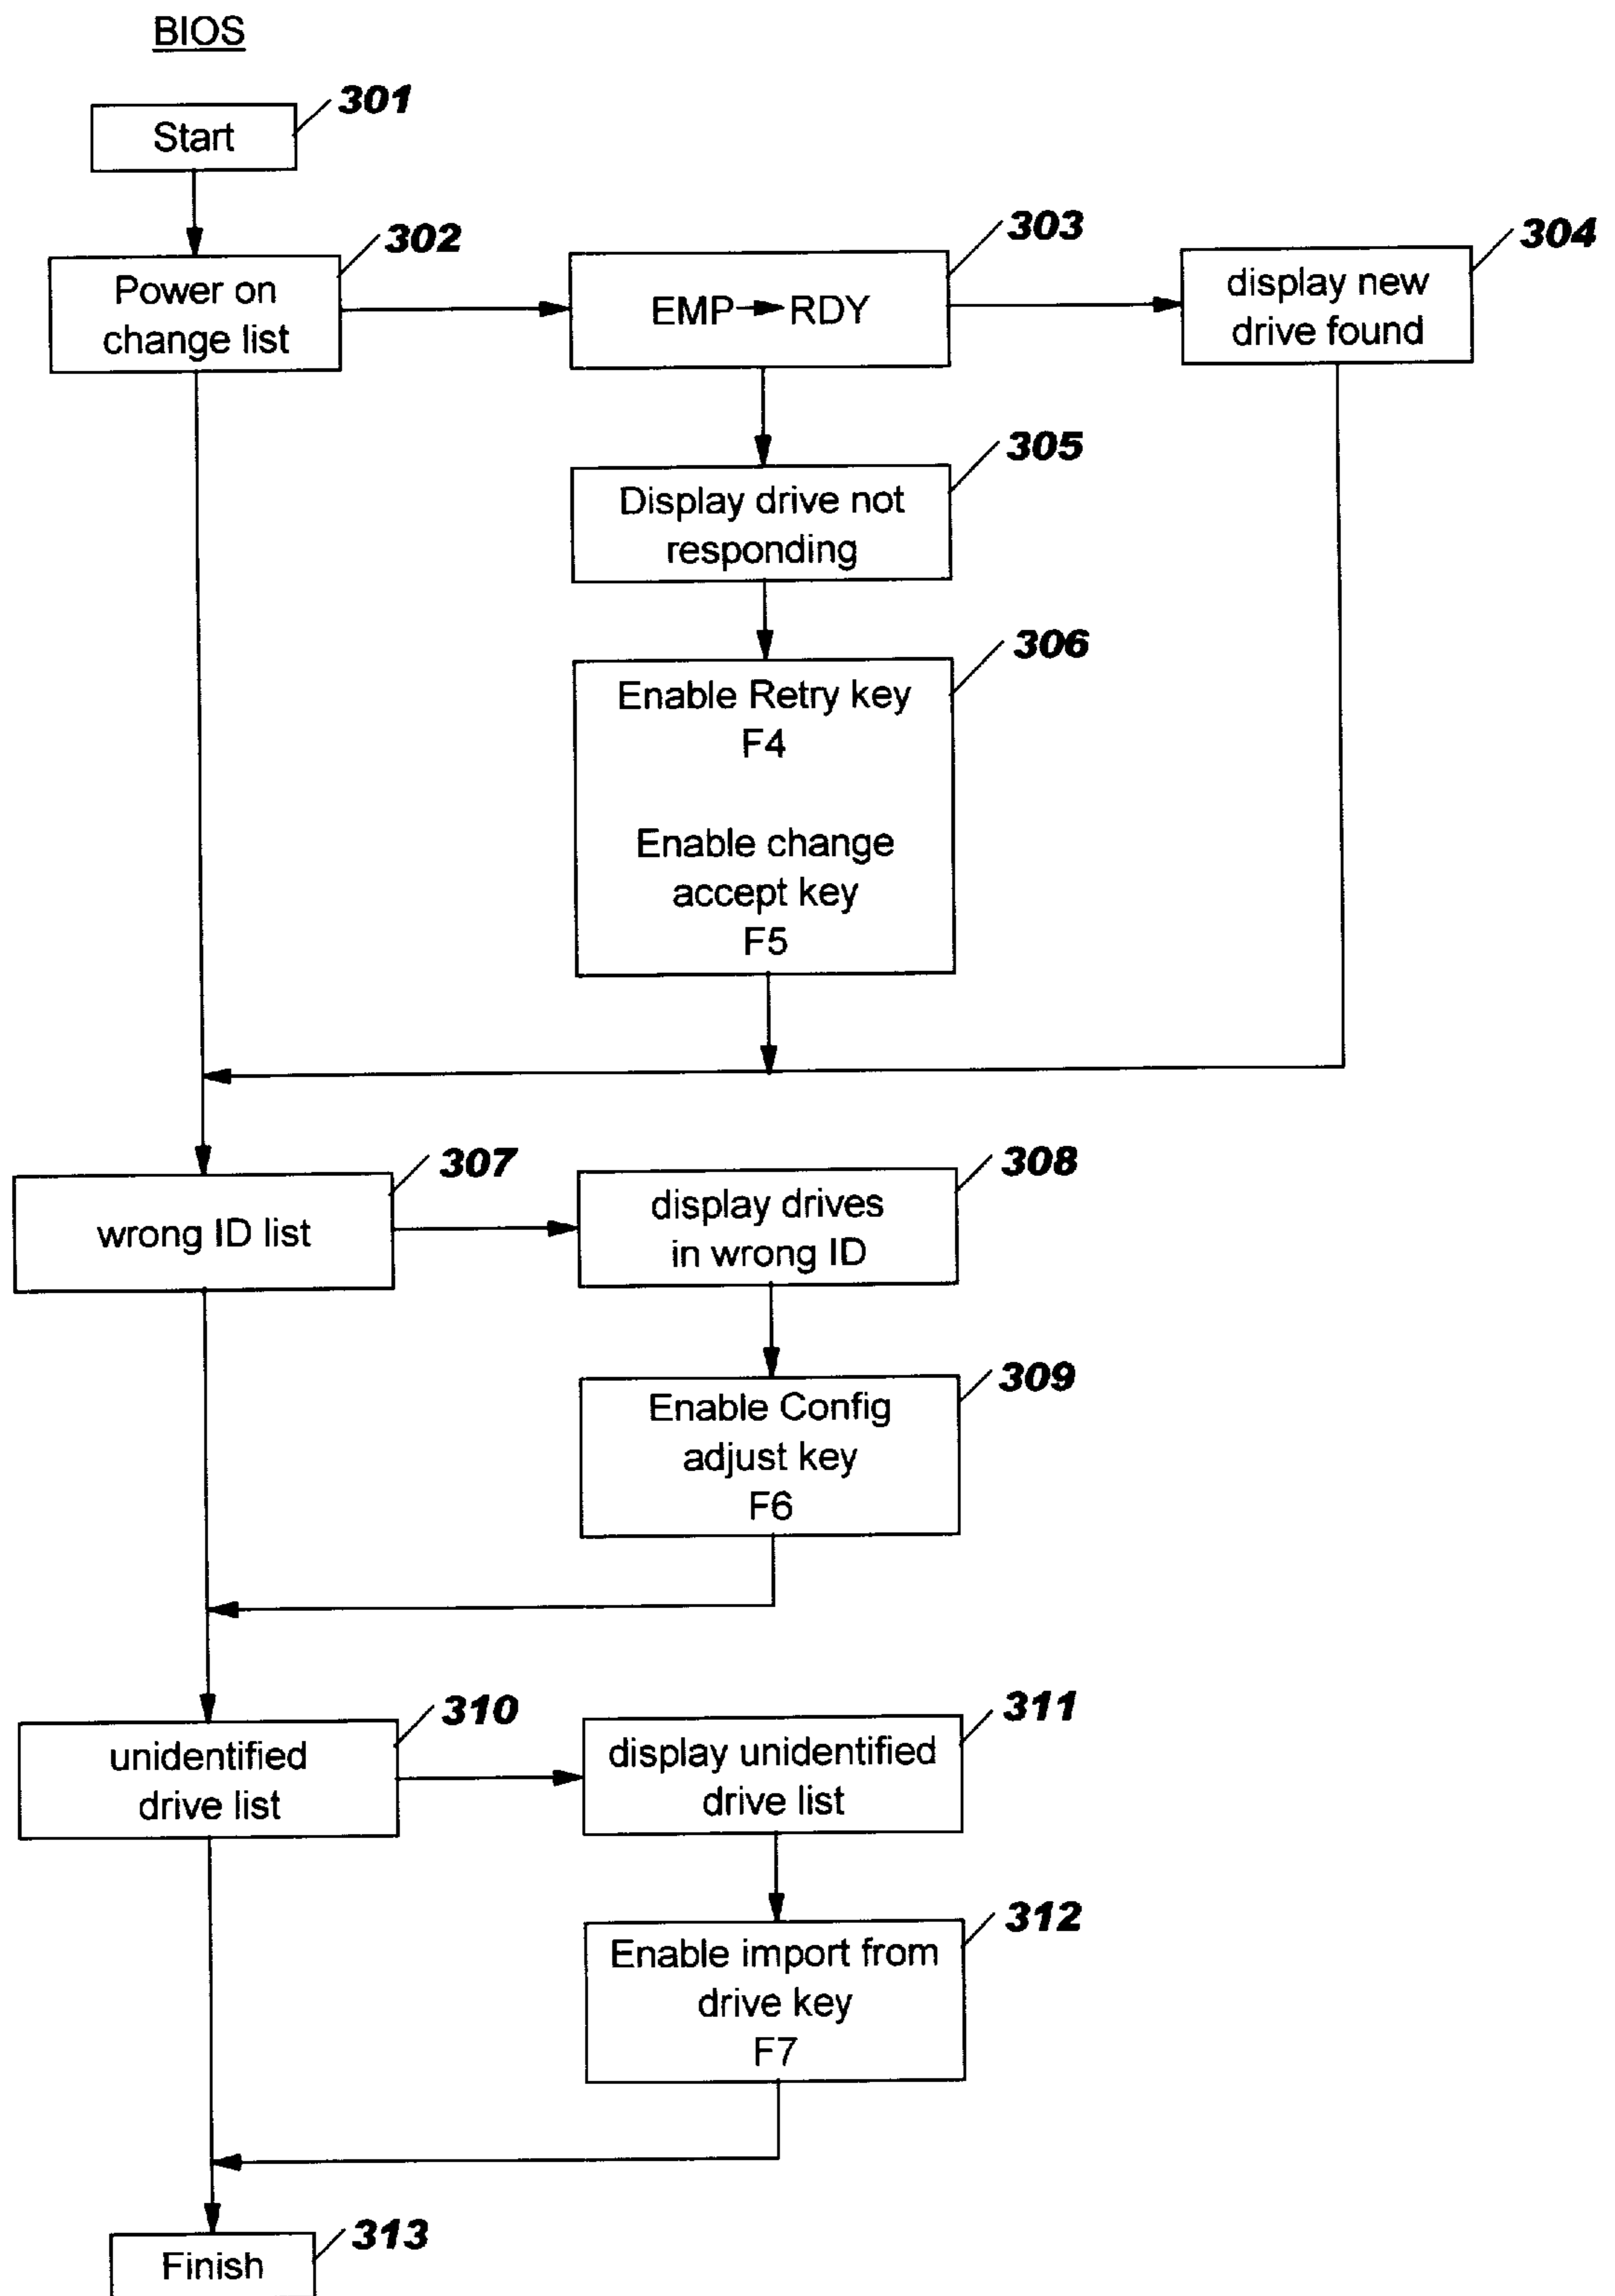 BIOS
301
Start
302
Power on
change list
303
EMP→RDY
304
display new
drive found
305
Display drive not
responding
306
Enable Retry key
F4
Enable change
accept key
F5
307
wrong ID list
308
display drives
in wrong ID
309
Enable Config
adjust key
F6
310
unidentified
drive list
311
display unidentified
drive list
312
Enable import from
drive key
F7
313
Finish